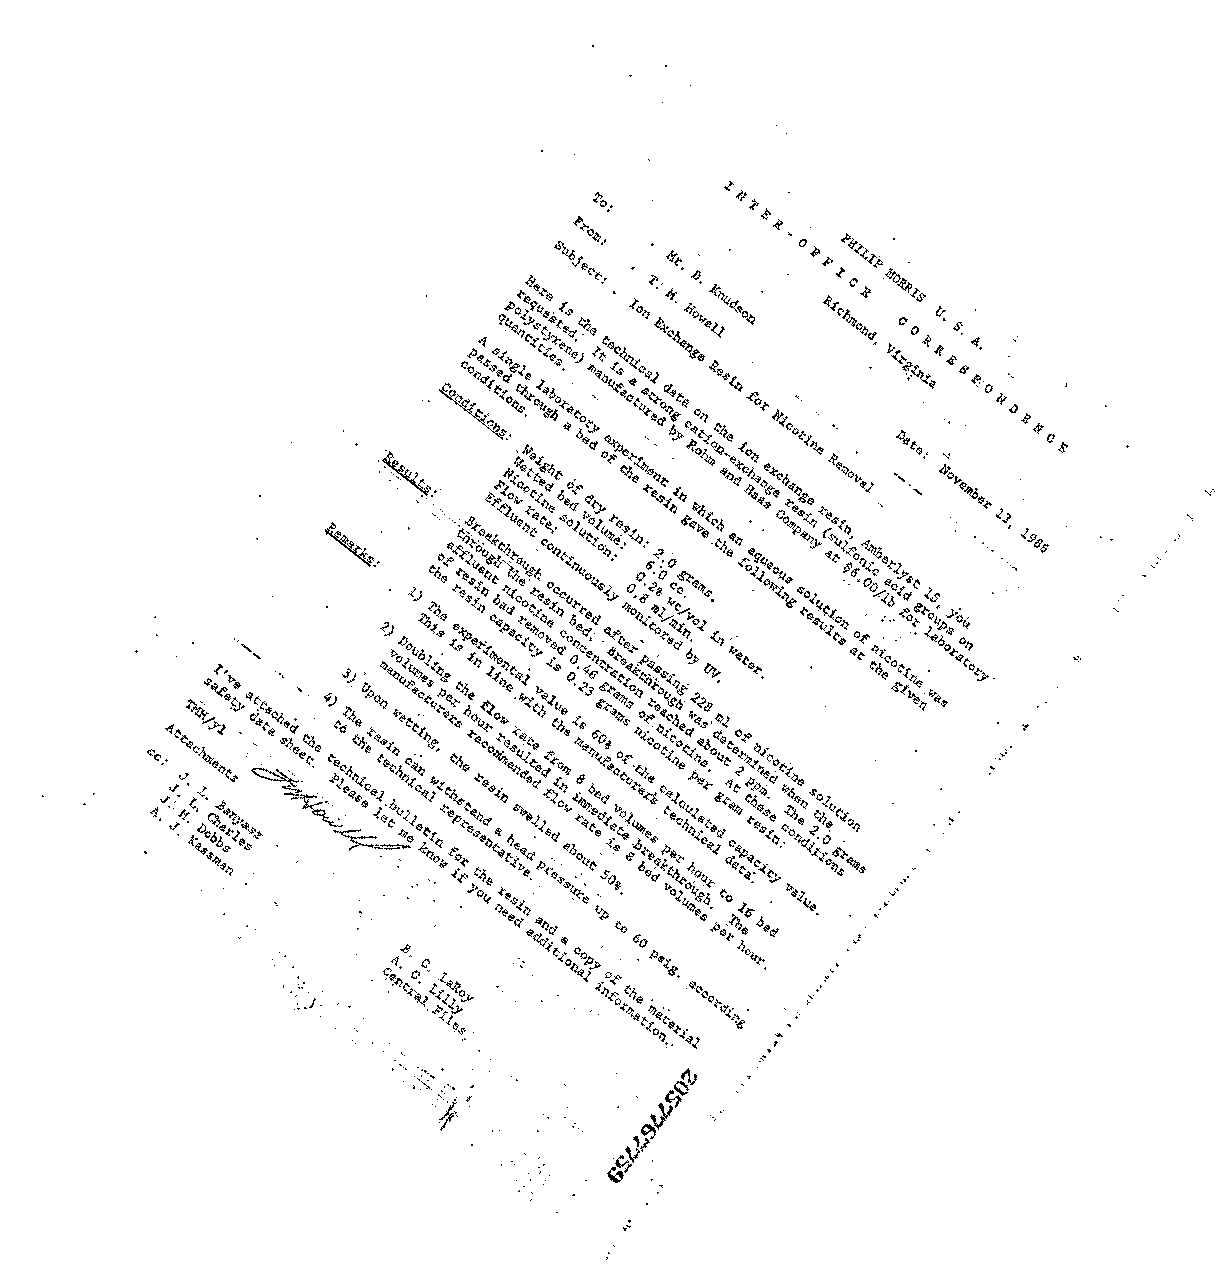 PHILIP MORRIS U. S. A.
INTER-OFFICE CORRESPONDENCE
Richmond, Virginia
To: Mr. D. Knudson
Date: November 13, 1986
From: T. M. Howell
Subject: Ion Exchange Resin for Nicotine Removal
Here is the technical data on the ion exchange resin, Amberlyst 15, you
requested. It is a strong cation-exchange resin (sulfonic acid groups on
polystyrene) manufactured by Rohm and Haas Company at $6.00/lb for laboratory
quantities.
A single laboratory experiment in which an aqueous solution of nicotine was
passed through a bed of the resin gave the following results at the given
conditions.
Conditions: Weight of dry resin: 2.0 grams.
Wetted bed volume: 6.0 cc.
Nicotine solution: 0.2% wt/vol in water.
Flow rate: 0.8 ml/min.
Effluent continuously monitored by UV.
Results: Breakthrough occurred after passing 228 ml of nicotine solution
through the resin bed. Breakthrough was determined when the
effluent nicotine concentration reached about 2 ppm. The 2.0 grams
of resin had removed 0.46 grams of nicotine. At these conditions
the resin capacity is 0.23 grams nicotine per gram resin.
Remarks: 1) The experimental value is 60% of the calculated capacity value.
This is in line with the manufacturers technical data.
2) Doubling the flow rate from 8 bed volumes per hour to 16 bed
volumes per hour resulted in immediate breakthrough. The
manufacturers recommended flow rate is 8 bed volumes per hour.
3) Upon wetting, the resin swelled about 50%.
4) The resin can withstand a head pressure up to 60 psig. according
to the technical representative.
I've attached the technical bulletin for the resin and a copy of the material
safety data sheet. Please let me know if you need additional information.
TMH/yl
Attachments
cc: J. L. Banyasz
J. L. Charles
J. H. Dobbs
A. J. Kassman
B. C. LaRoy
A. C. Lilly
Central Files
2057767759